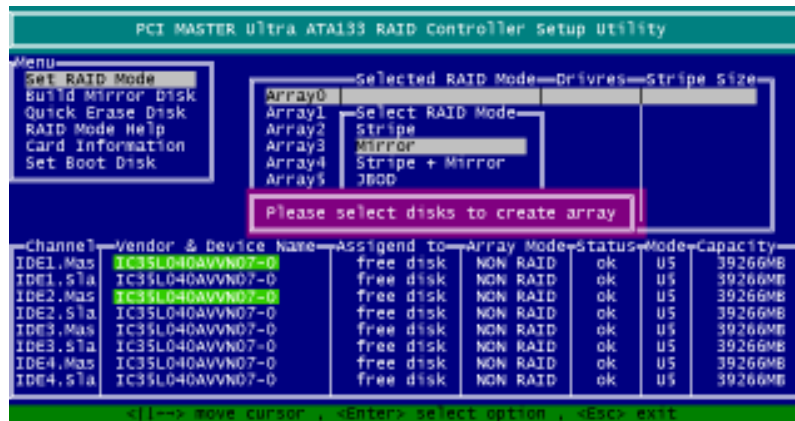 PCI MASTER Ultra ATA133 RAID Controller Setup Utility
Menu
Set RAID Mode
Build Mirror Disk
Quick Erase Disk
RAID Mode Help
Card Information
Set Boot Disk
Selected RAID Mode Drivres Stripe Size
Array0
Array1
Array2
Array3
Array4
Array5
Select RAID Mode
Stripe
Mirror
Stripe + Mirror
JBOD
Please select disks to create array
Channel Vendor & Device Name Assigend to Array Mode Status Mode Capacity
IDE1.Mas IC35L040AVVN07-0 free disk NON RAID ok U5 39266MB
IDE1.Sla IC35L040AVVN07-0 free disk NON RAID ok U5 39266MB
IDE2.Mas IC35L040AVVN07-0 free disk NON RAID ok U5 39266MB
IDE2.Sla IC35L040AVVN07-0 free disk NON RAID ok U5 39266MB
IDE3.Mas IC35L040AVVN07-0 free disk NON RAID ok U5 39266MB
IDE3.Sla IC35L040AVVN07-0 free disk NON RAID ok U5 39266MB
IDE4.Mas IC35L040AVVN07-0 free disk NON RAID ok U5 39266MB
IDE4.Sla IC35L040AVVN07-0 free disk NON RAID ok U5 39266MB
<||--> move cursor , <Enter> select option , <Esc> exit